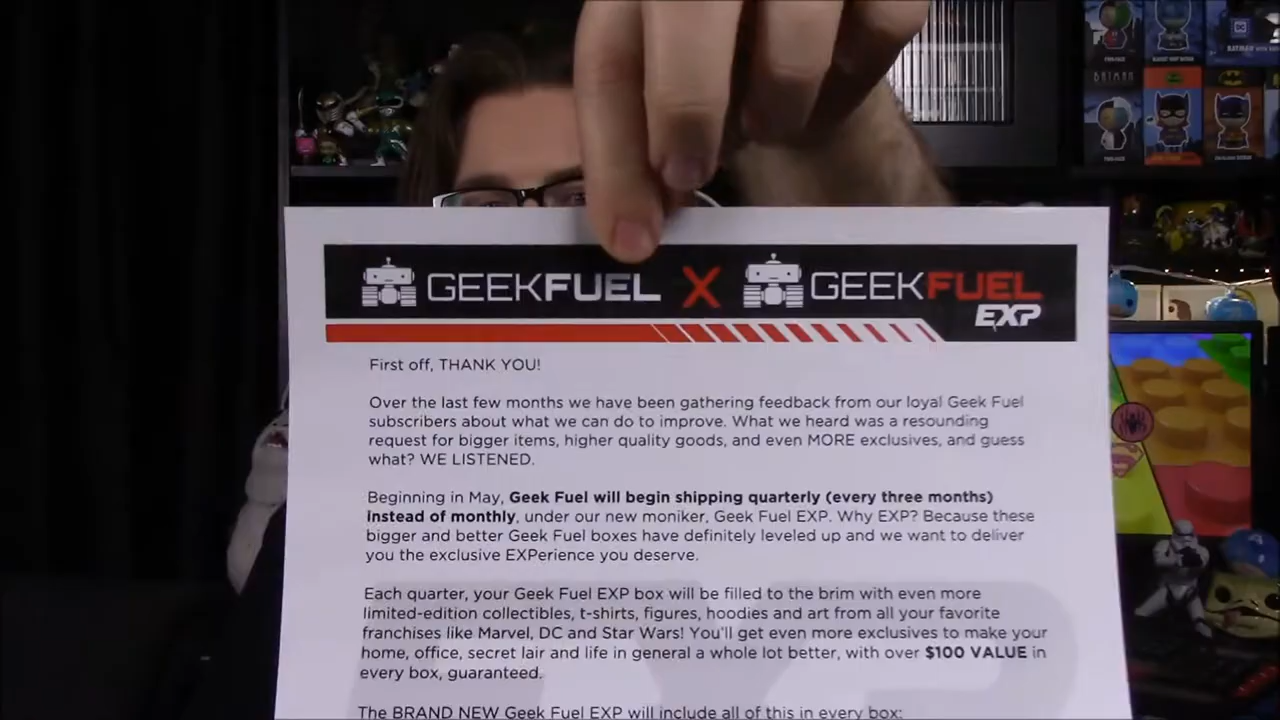 GEEKFUEL X GEEKFUEL
EXP
First off, THANK YOU!
Over the last few months we have been gathering feedback from our loyal Geek Fuel
subscribers about what we can do to improve. What we heard was a resounding
request for bigger items, higher quality goods, and even MORE exclusives, and guess
what? WE LISTENED.
Beginning in May, Geek Fuel will begin shipping quarterly (every three months)
instead of monthly, under our new moniker, Geek Fuel EXP. Why EXP? Because these
bigger and better Geek Fuel boxes have definitely leveled up and we want to deliver
you the exclusive EXPerience you deserve.
Each quarter, your Geek Fuel EXP box will be filled to the brim with even more
limited-edition collectibles, t-shirts, figures, hoodies and art from all your favorite
franchises like Marvel, DC and Star Wars! You'll get even more exclusives to make your
home, office, secret lair and life in general a whole lot better, with over $100 VALUE in
every box, guaranteed.
The BRAND NEW Geek Fuel EXP will include all of this in every box:
BATMAN
DC
BATMAN